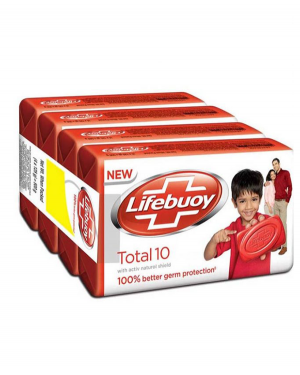 NEW
Lifebuoy
Total 10
with activ natural shield
100% better germ protection*